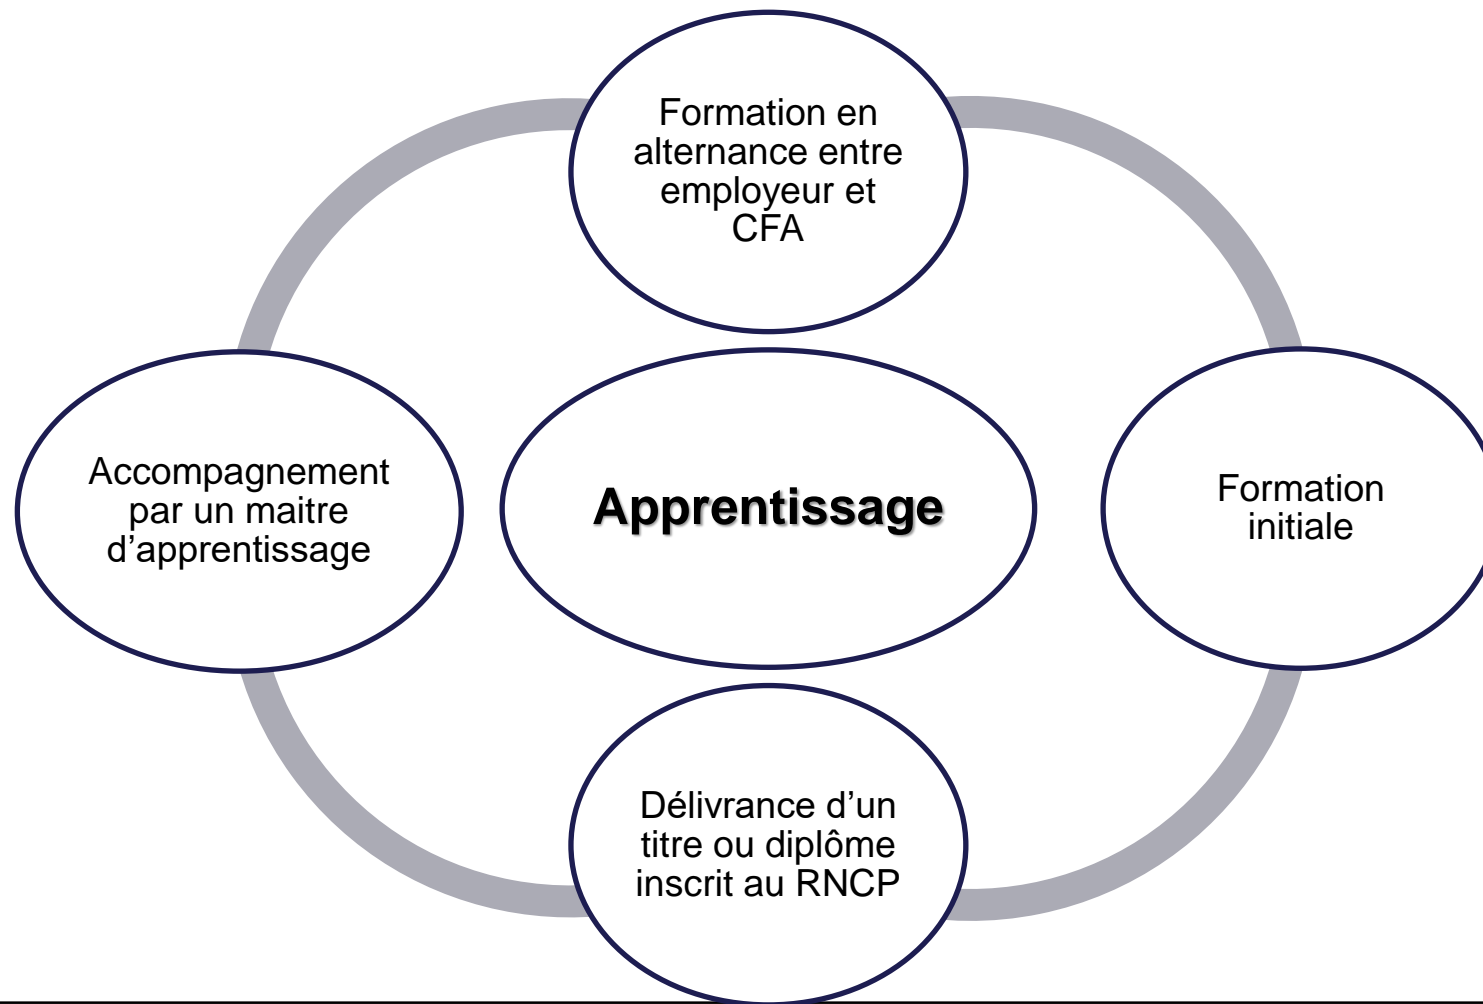 Formation en
alternance entre
employeur et
CFA
Accompagnement
par un maitre
d’apprentissage
Apprentissage
Formation
initiale
Délivrance d’un
titre ou diplôme
inscrit au RNCP